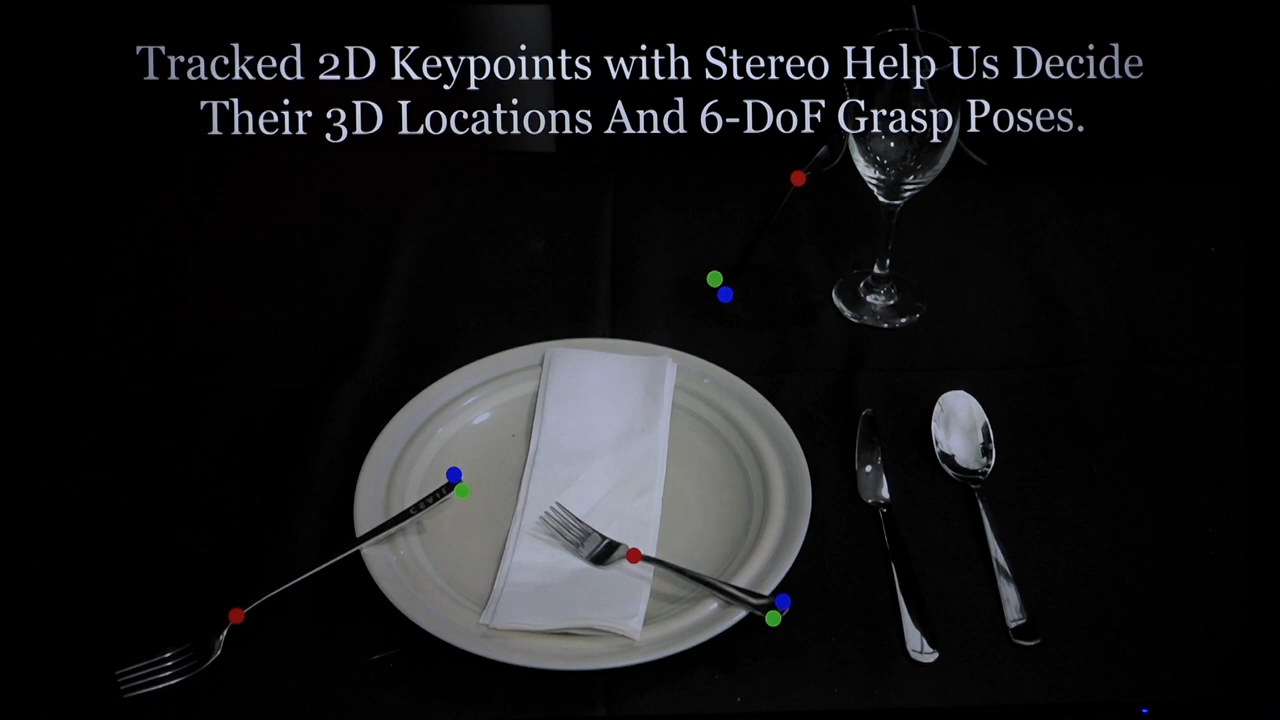 Tracked 2D Keypoints with Stereo Help Us Decide
Their 3D Locations And 6-DoF Grasp Poses.